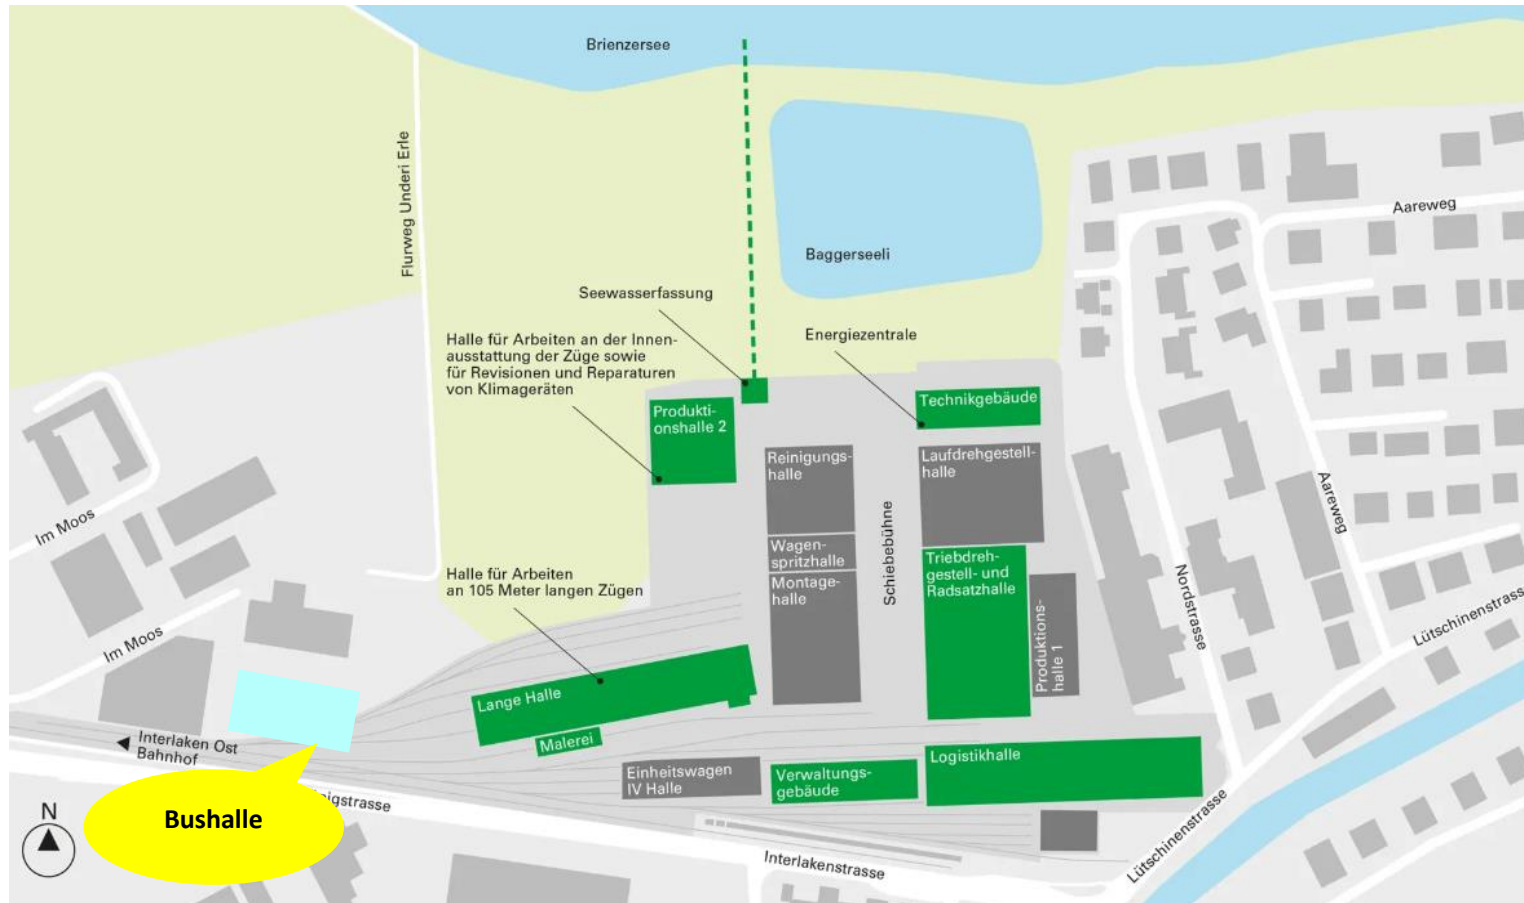 Brienzersee
Flurweg Underi Erle
Baggerseeli
Aareweg
Seewasserfassung
Halle für Arbeiten an der Innen-
ausstattung der Züge sowie
für Revisionen und Reparaturen
von Klimageräten
Energiezentrale
Produkti-
onshalle 2
Technikgebäude
Reinigungs-
halle
Laufdrehgestell-
halle
Im Moos
Schiebebühne
Aareweg
Wagen-
spritzhalle
Triebdreh-
gestell- und
Radsatzhalle
Halle für Arbeiten
an 105 Meter langen Zügen
Montage-
halle
Produktions-
halle 1
Nordstrasse
Lütschinenstrasse
Im Moos
Lange Halle
Malerei
Interlaken Ost
Bahnhof
Logistikhalle
Einheitswagen
IV Halle
Verwaltungs-
gebäude
N
Bushalle
nigstrasse
Interlakenstrasse
Lütschinenstrasse